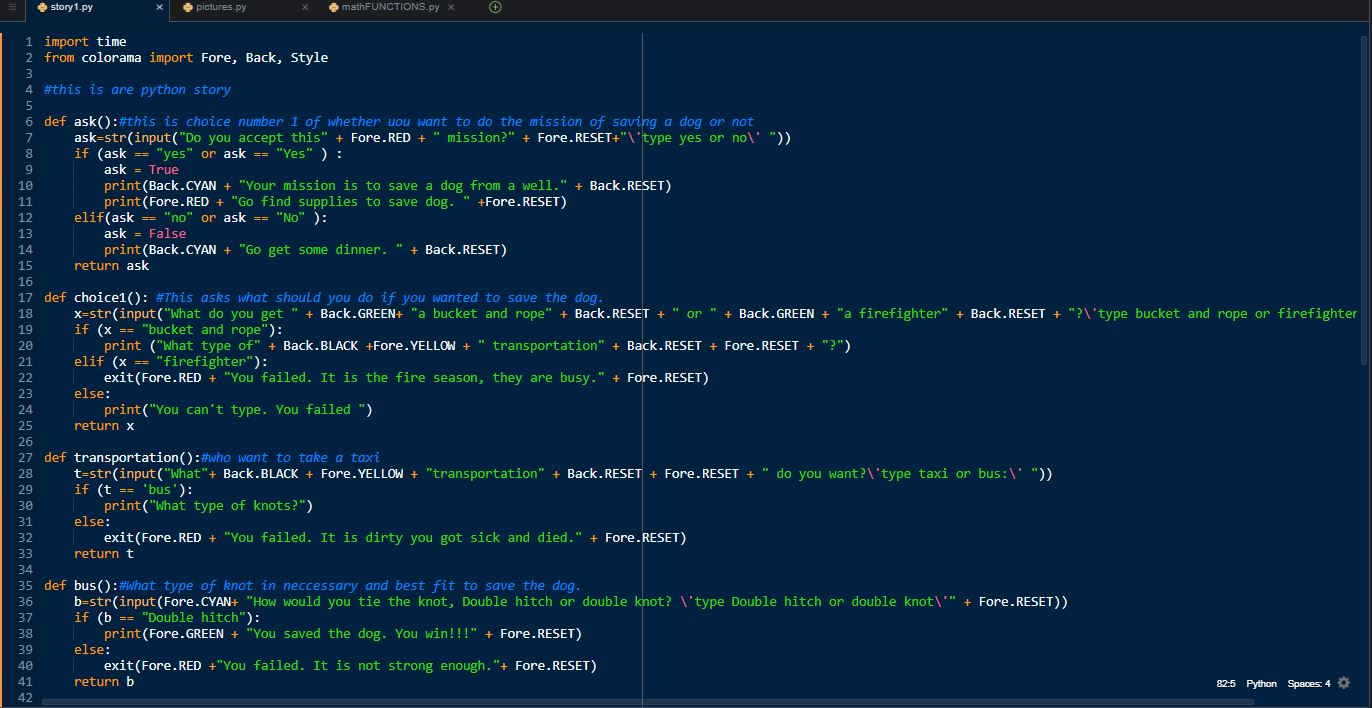 story1.py × pictures.py × mathFUNCTIONS.py ×
1 import time
2 from colorama import Fore, Back, Style
3
4 #this is are python story
5
6 def ask():#this is choice number 1 of whether uou want to do the mission of saving a dog or not
7     ask=str(input("Do you accept this" + Fore.RED + " mission?" + Fore.RESET+"\'type yes or no\' "))
8     if (ask == "yes" or ask == "Yes" ) :
9         ask = True
10         print(Back.CYAN + "Your mission is to save a dog from a well." + Back.RESET)
11         print(Fore.RED + "Go find supplies to save dog. " +Fore.RESET)
12     elif(ask == "no" or ask == "No" ):
13         ask = False
14         print(Back.CYAN + "Go get some dinner. " + Back.RESET)
15     return ask
16
17 def choice1(): #This asks what should you do if you wanted to save the dog.
18     x=str(input("What do you get " + Back.GREEN+ "a bucket and rope" + Back.RESET + " or " + Back.GREEN + "a firefighter" + Back.RESET + "?\'type bucket and rope or firefighter
19     if (x == "bucket and rope"):
20         print ("What type of" + Back.BLACK +Fore.YELLOW + " transportation" + Back.RESET + Fore.RESET + "?")
21     elif (x == "firefighter"):
22         exit(Fore.RED + "You failed. It is the fire season, they are busy." + Fore.RESET)
23     else:
24         print("You can't type. You failed ")
25     return x
26
27 def transportation():#who want to take a taxi
28     t=str(input("What"+ Back.BLACK + Fore.YELLOW + "transportation" + Back.RESET + Fore.RESET + " do you want?\'type taxi or bus:\' "))
29     if (t == 'bus'):
30         print("What type of knots?")
31     else:
32         exit(Fore.RED + "You failed. It is dirty you got sick and died." + Fore.RESET)
33     return t
34
35 def bus():#What type of knot in neccessary and best fit to save the dog.
36     b=str(input(Fore.CYAN+ "How would you tie the knot, Double hitch or double knot? \'type Double hitch or double knot\'" + Fore.RESET))
37     if (b == "Double hitch"):
38         print(Fore.GREEN + "You saved the dog. You win!!!" + Fore.RESET)
39     else:
40         exit(Fore.RED +"You failed. It is not strong enough."+ Fore.RESET)
41     return b
42
82:5 Python Spaces: 4